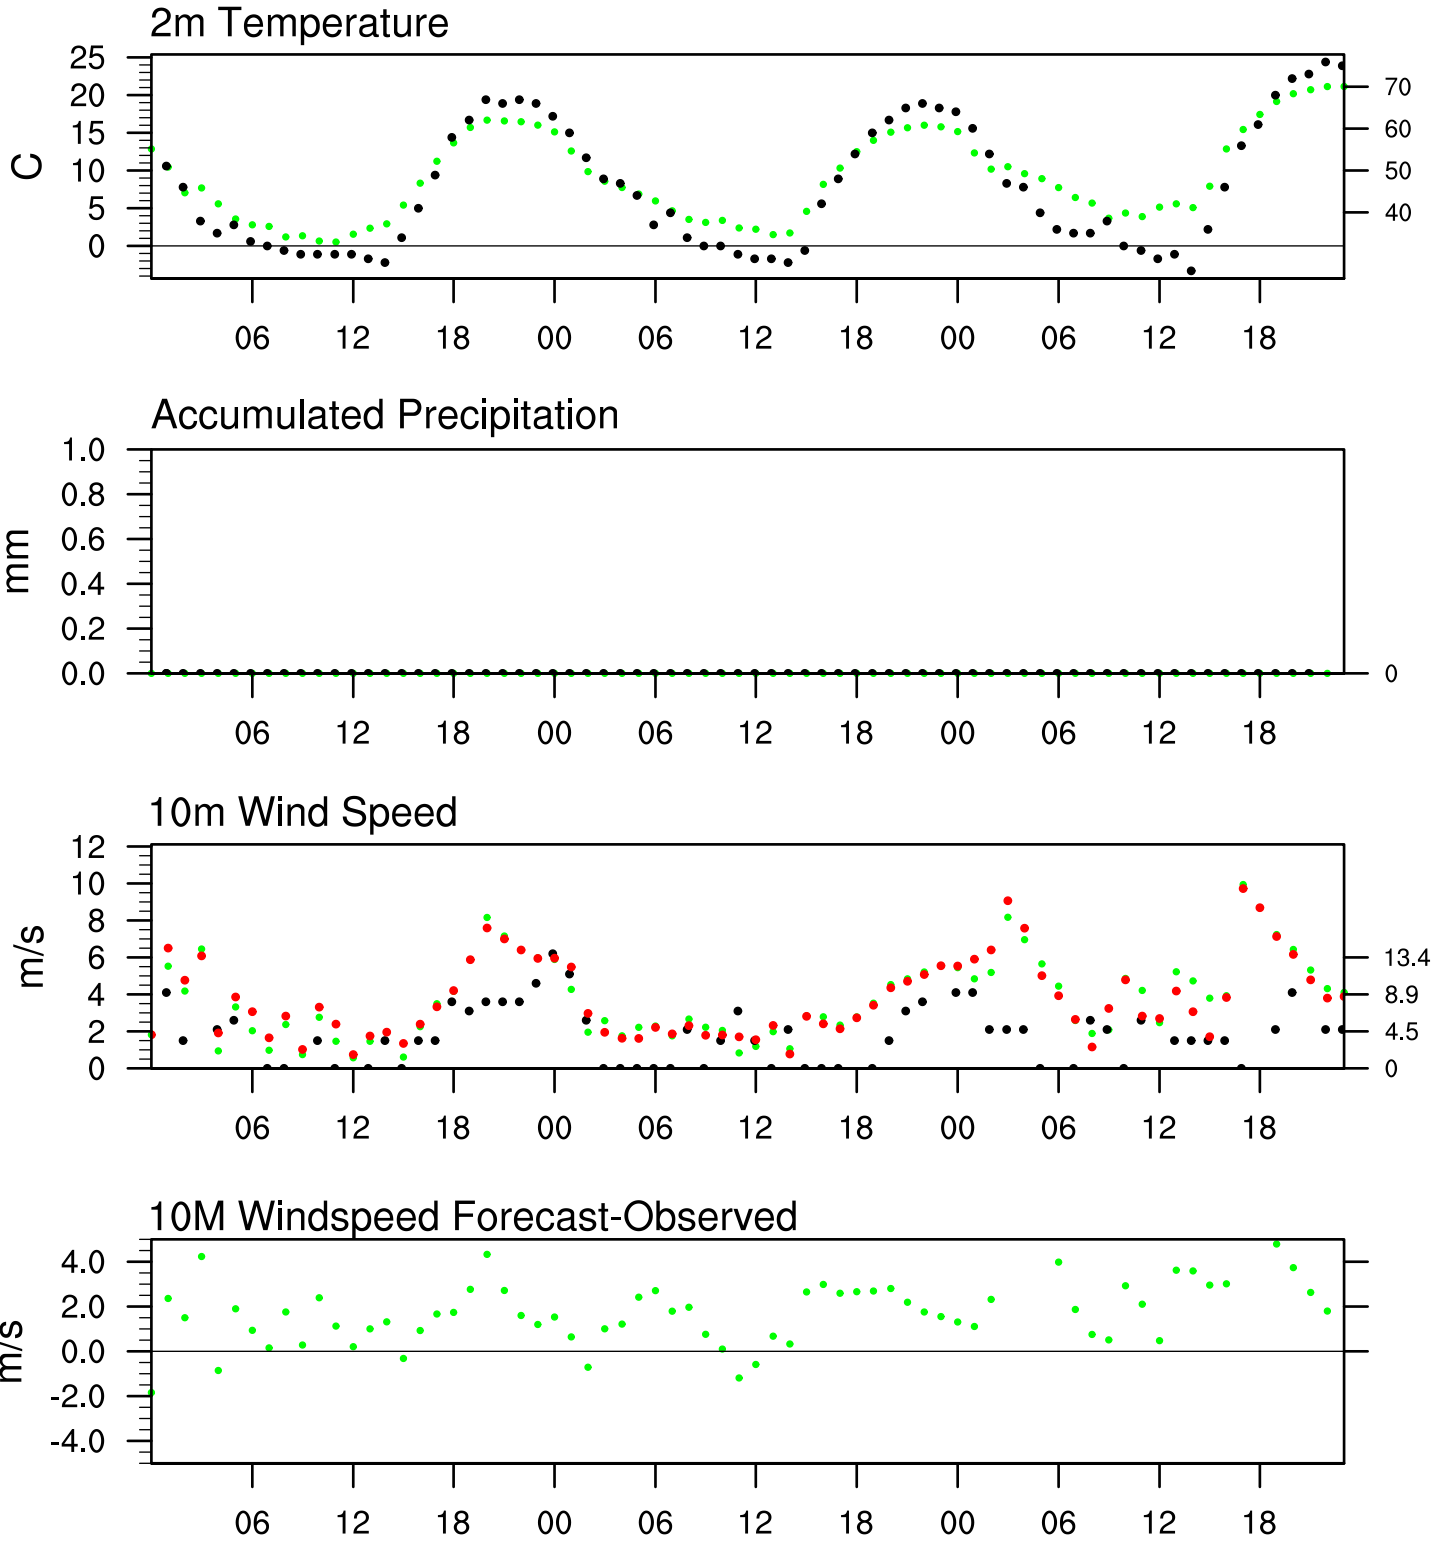 2m Temperature
25
20
15
10
5
0
C
70
60
50
40
06 12 18 00 06 12 18 00 06 12 18
Accumulated Precipitation
1.0
0.8
0.6
0.4
0.2
0.0
mm
0
06 12 18 00 06 12 18 00 06 12 18
10m Wind Speed
12
10
8
6
4
2
0
m/s
13.4
8.9
4.5
0
06 12 18 00 06 12 18 00 06 12 18
10M Windspeed Forecast-Observed
4.0
2.0
0.0
-2.0
-4.0
m/s
06 12 18 00 06 12 18 00 06 12 18